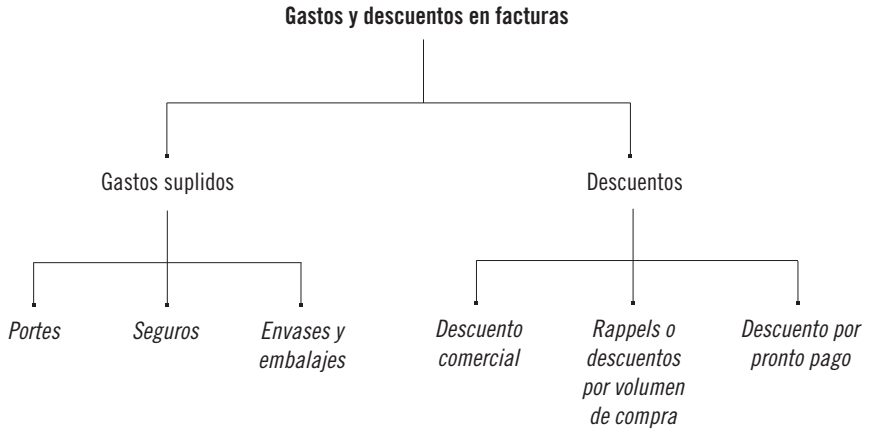 Gastos y descuentos en facturas
Gastos suplidos
Descuentos
Portes
Seguros
Envases y
embalajes
Descuento
comercial
Rappels o
descuentos
por volumen
de compra
Descuento por
pronto pago